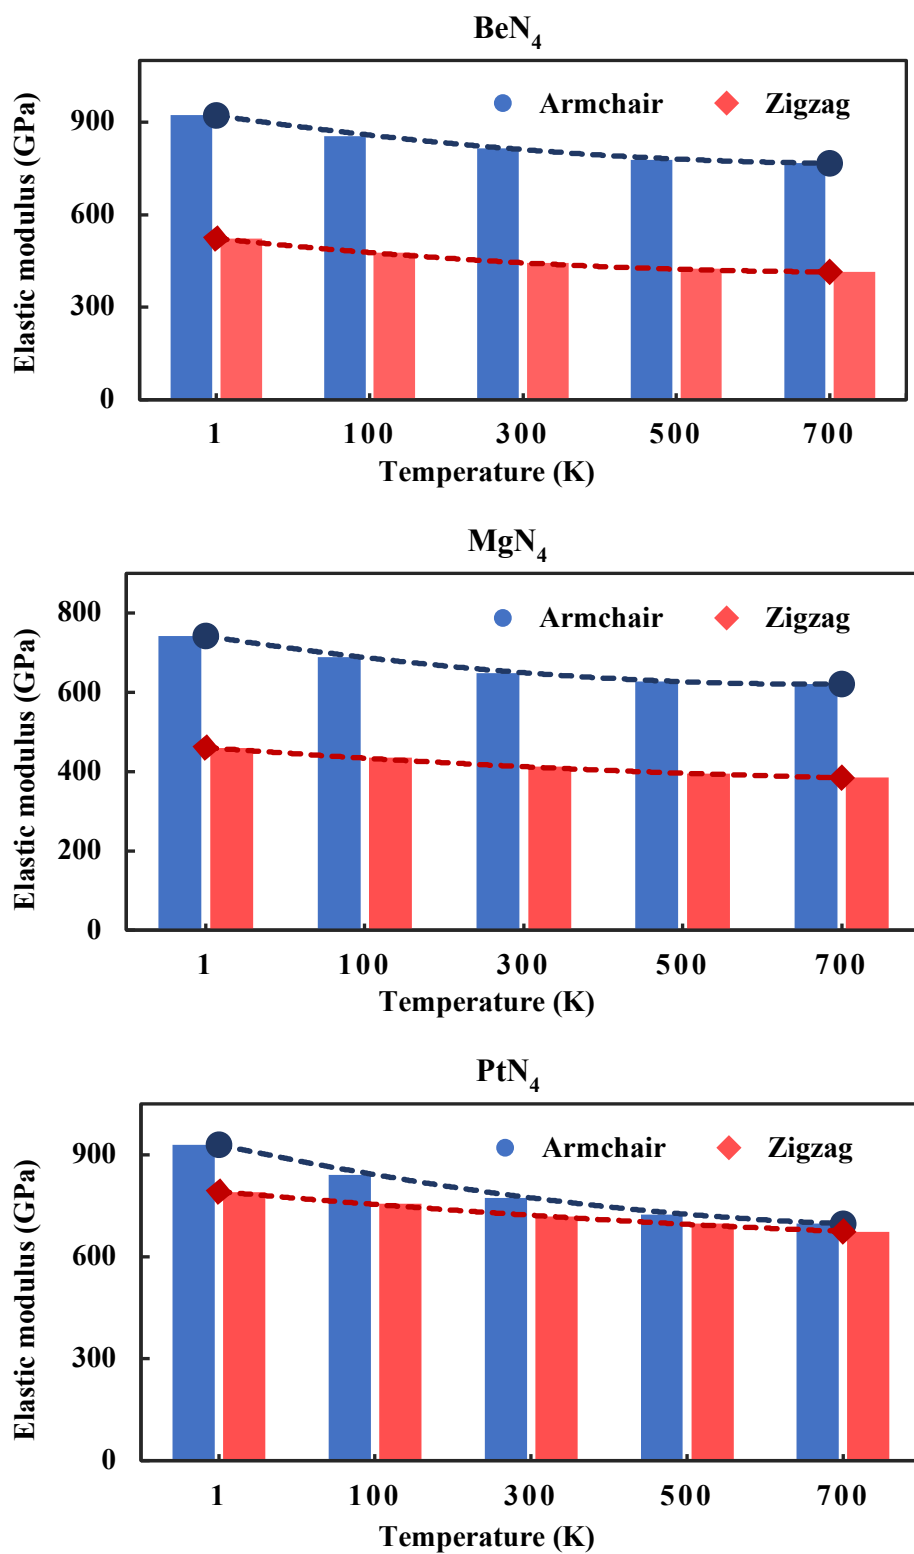 BeN₄
Elastic modulus (GPa)
900
600
300
0
Armchair
Zigzag
1 100 300 500 700
Temperature (K)
MgN₄
Elastic modulus (GPa)
800
600
400
200
0
Armchair
Zigzag
1 100 300 500 700
Temperature (K)
PtN₄
Elastic modulus (GPa)
900
600
300
0
Armchair
Zigzag
1 100 300 500 700
Temperature (K)